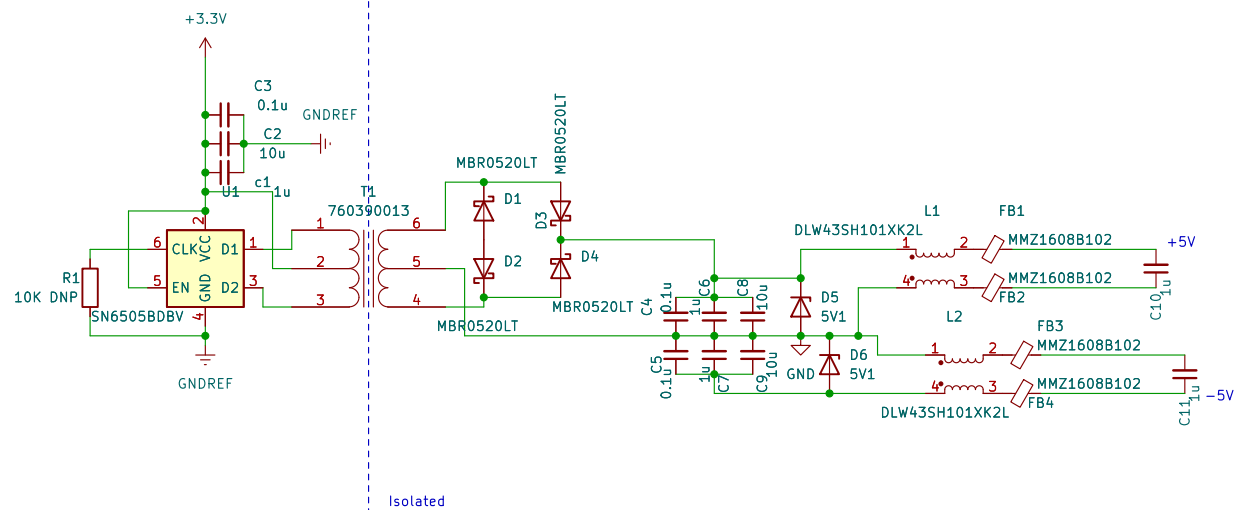 +3.3V
C3
0.1u
GNDREF
C2
10u
c1
1u
U1
2
6
CLK
VCC
D1
1
5
EN
GND
D2
3
4
R1
10K DNP
SN6505BDBV
GNDREF
T1
760390013
1
2
3
6
5
4
Isolated
MBR0520LT
MBR0520LT
D1
D3
D2
D4
MBR0520LT
MBR0520LT
C4
0.1u
C6
1u
C8
10u
C5
0.1u
C7
1u
C9
10u
D5
5V1
GND
D6
5V1
L1
DLW43SH101XK2L
1
2
4
3
FB1
MMZ1608B102
MMZ1608B102
FB2
+5V
C10
1u
L2
1
2
4
3
DLW43SH101XK2L
FB3
MMZ1608B102
MMZ1608B102
FB4
C11
1u
-5V